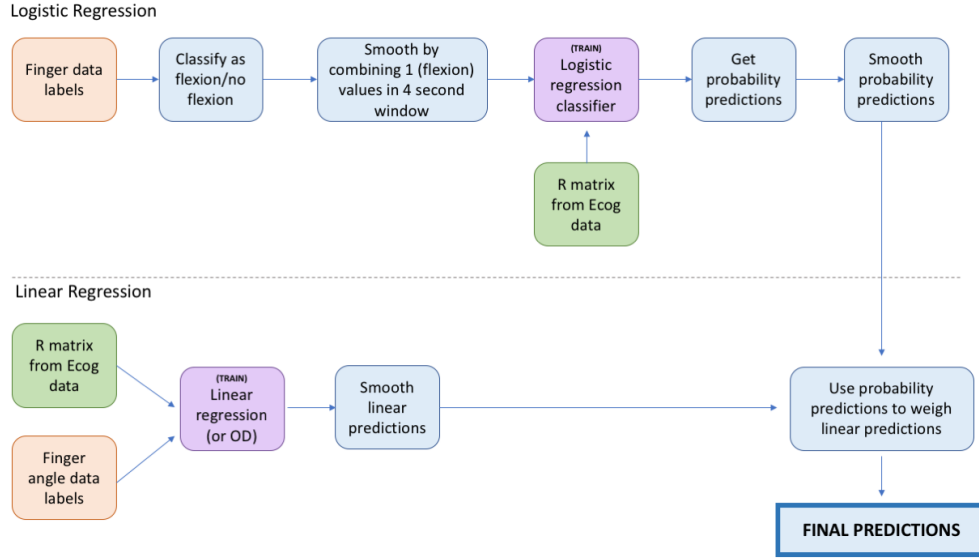 Logistic Regression
Finger data
labels
Classify as
flexion/no
flexion
Smooth by
combining 1 (flexion)
values in 4 second
window
(TRAIN)
Logistic
regression
classifier
Get
probability
predictions
Smooth
probability
predictions
R matrix
from Ecog
data
Linear Regression
R matrix
from Ecog
data
Finger
angle data
labels
(TRAIN)
Linear
regression
(or OD)
Smooth
linear
predictions
Use probability
predictions to weigh
linear predictions
FINAL PREDICTIONS